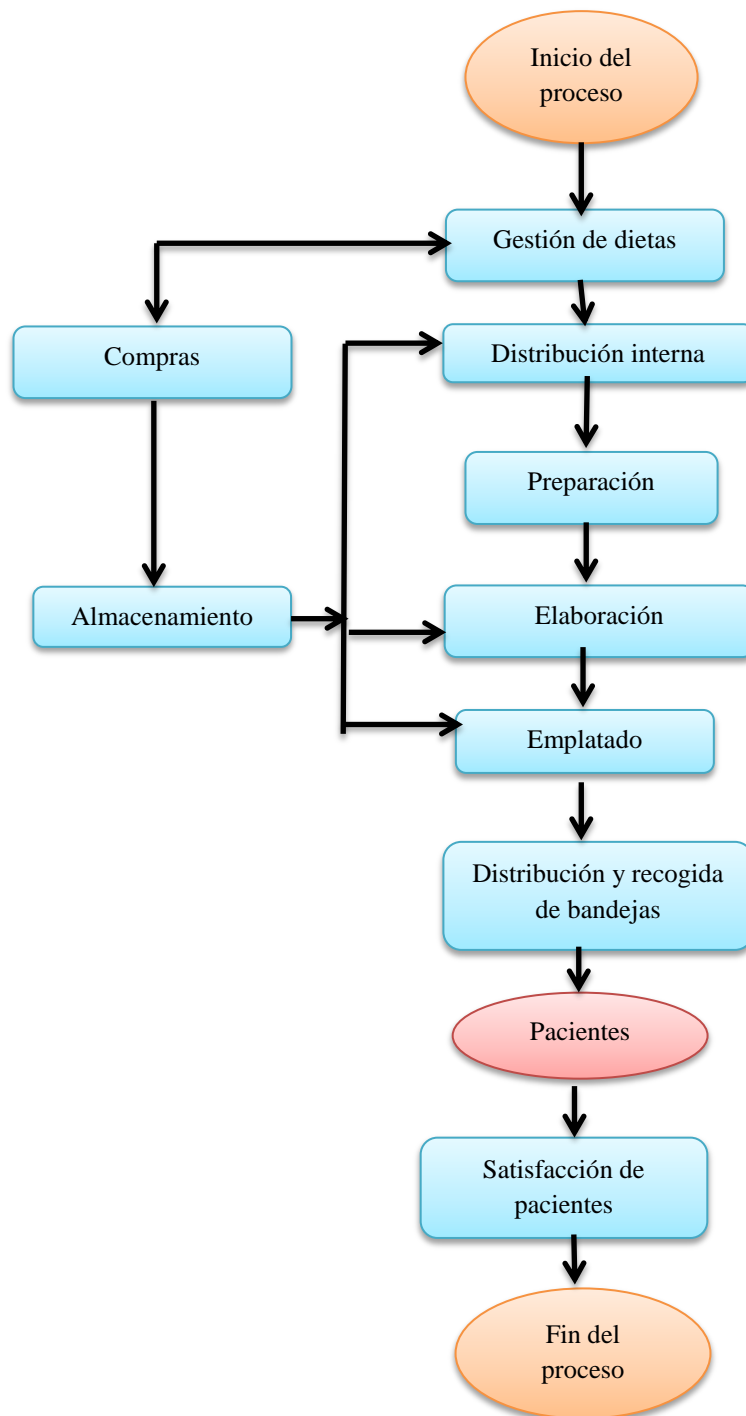 Inicio del
proceso
Gestión de dietas
Compras
Distribución interna
Preparación
Almacenamiento
Elaboración
Emplatado
Distribución y recogida
de bandejas
Pacientes
Satisfacción de
pacientes
Fin del
proceso